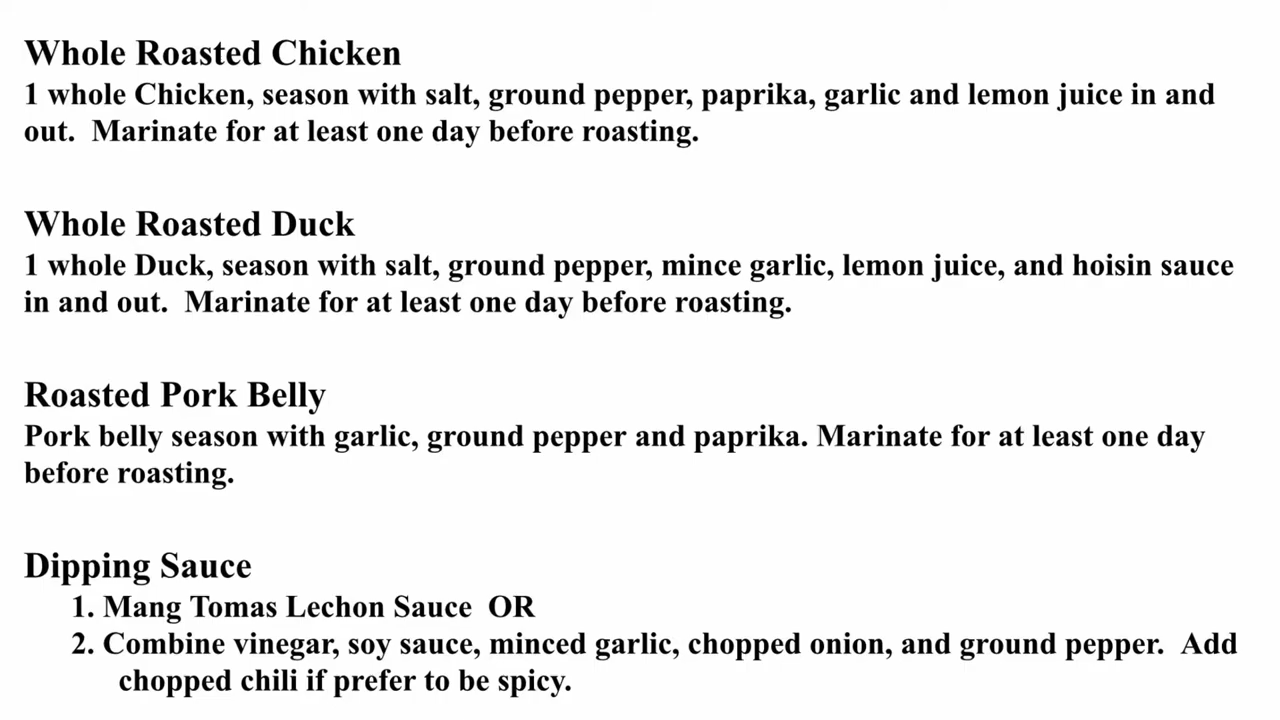 Whole Roasted Chicken
1 whole Chicken, season with salt, ground pepper, paprika, garlic and lemon juice in and
out.  Marinate for at least one day before roasting.
Whole Roasted Duck
1 whole Duck, season with salt, ground pepper, mince garlic, lemon juice, and hoisin sauce
in and out.  Marinate for at least one day before roasting.
Roasted Pork Belly
Pork belly season with garlic, ground pepper and paprika. Marinate for at least one day
before roasting.
Dipping Sauce
1. Mang Tomas Lechon Sauce  OR
2. Combine vinegar, soy sauce, minced garlic, chopped onion, and ground pepper.  Add
chopped chili if prefer to be spicy.